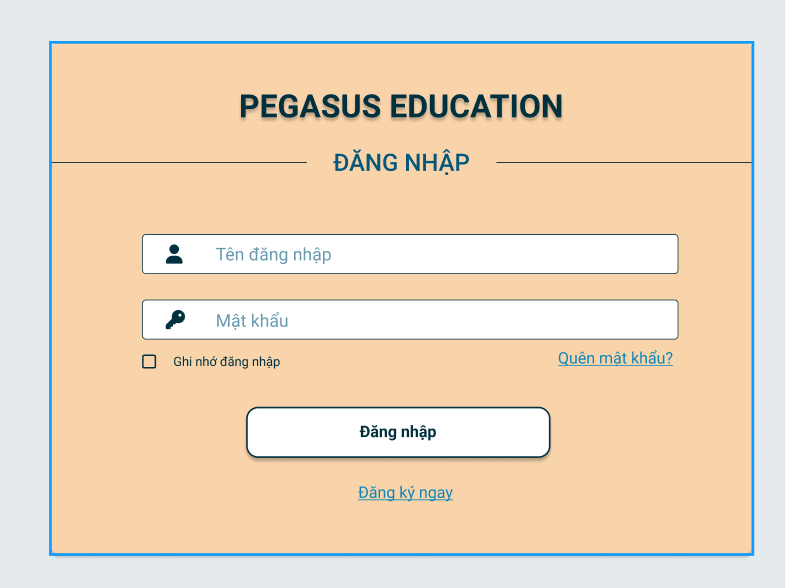 PEGASUS EDUCATION
ĐĂNG NHẬP
Tên đăng nhập
Mật khẩu
Ghi nhớ đăng nhập
Quên mật khẩu?
Đăng nhập
Đăng ký ngay